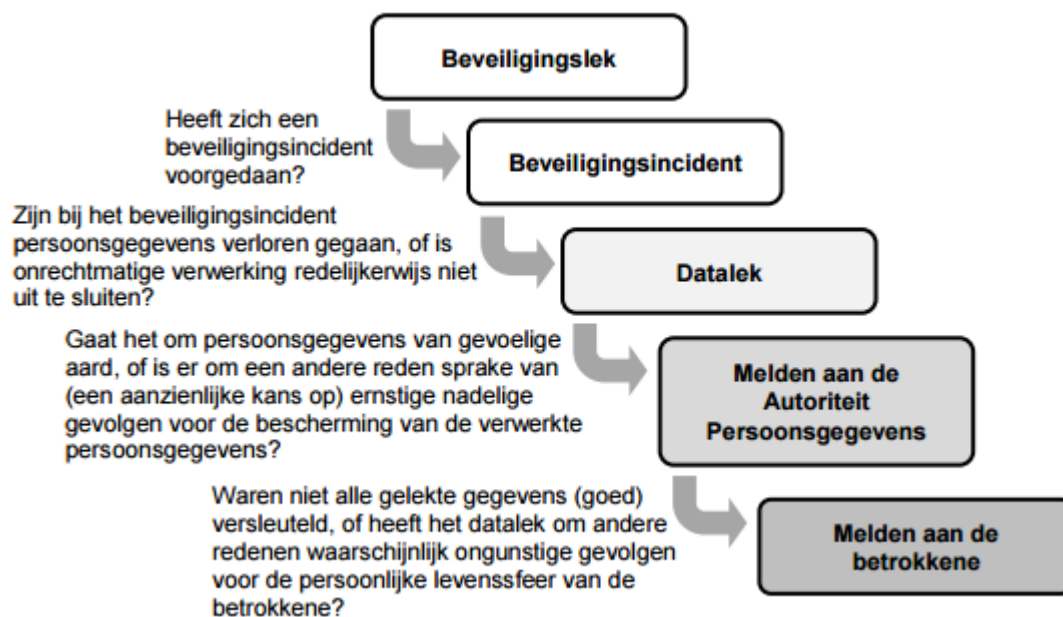 Beveiligingslek
Heeft zich een
beveiligingsincident
voorgedaan?
Beveiligingsincident
Zijn bij het beveiligingsincident
persoonsgegevens verloren gegaan, of is
onrechtmatige verwerking redelijkerwijs niet
uit te sluiten?
Datalek
Gaat het om persoonsgegevens van gevoelige
aard, of is er om een andere reden sprake van
(een aanzienlijke kans op) ernstige nadelige
gevolgen voor de bescherming van de verwerkte
persoonsgegevens?
Melden aan de
Autoriteit
Persoonsgegevens
Waren niet alle gelekte gegevens (goed)
versleuteld, of heeft het datalek om andere
redenen waarschijnlijk ongunstige gevolgen
voor de persoonlijke levenssfeer van de
betrokkene?
Melden aan de
betrokkene